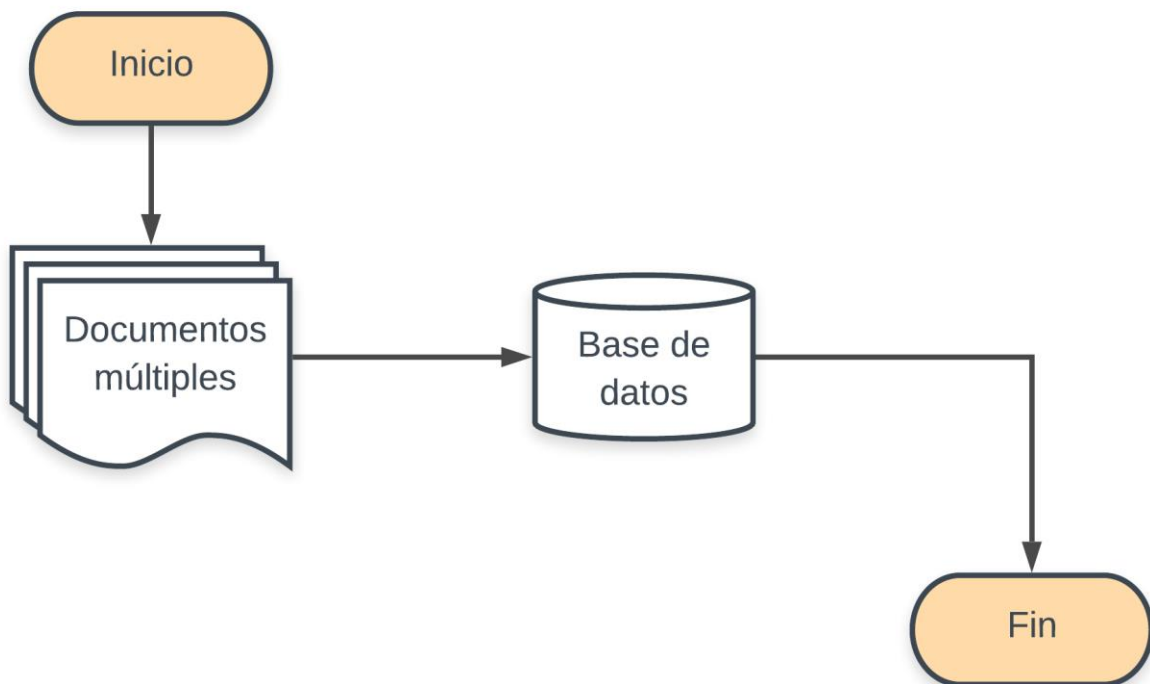 Inicio
Documentos
múltiples
Base de
datos
Fin